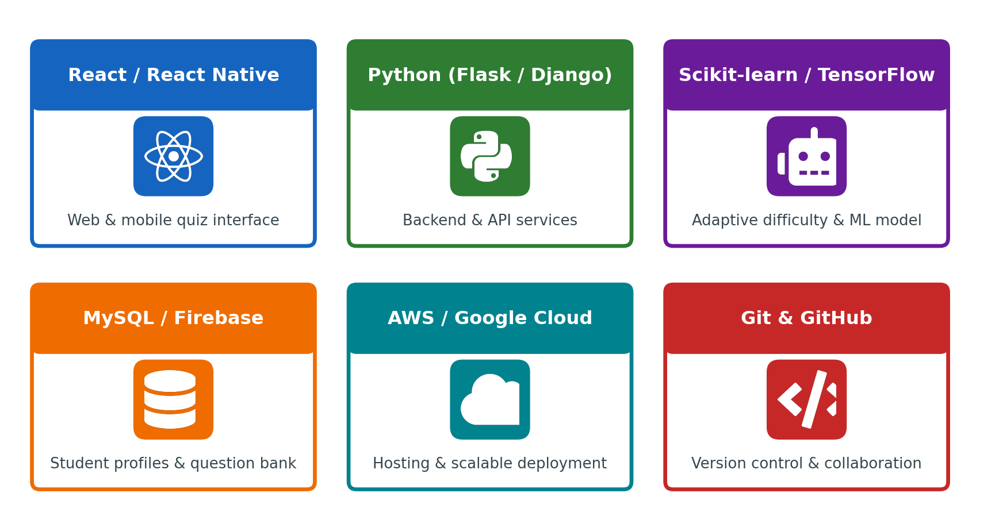 React / React Native
Python (Flask / Django)
Scikit-learn / TensorFlow
Web & mobile quiz interface
Backend & API services
Adaptive difficulty & ML model
MySQL / Firebase
AWS / Google Cloud
Git & GitHub
Student profiles & question bank
Hosting & scalable deployment
Version control & collaboration